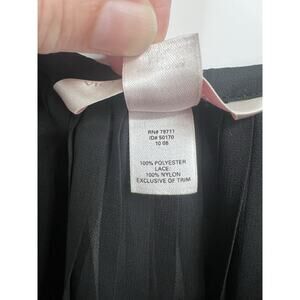 RN# 78711
ID# 50170
10 08
100% POLYESTER
LACE:
100% NYLON
EXCLUSIVE OF TRIM